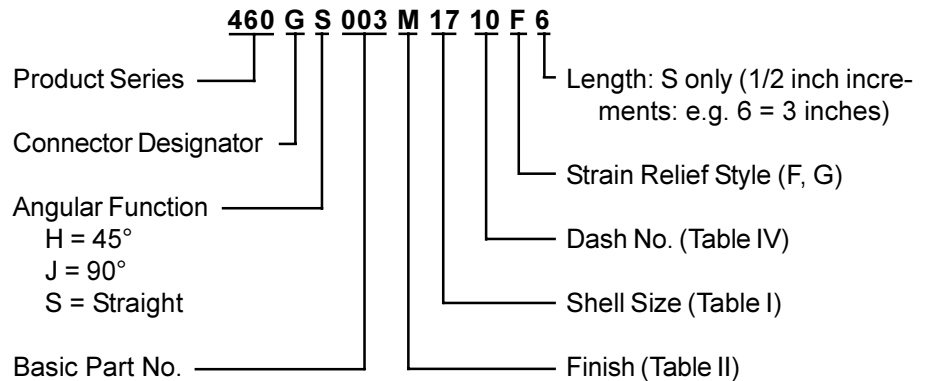 460 G S 003 M 17 10 F 6
Product Series
Connector Designator
Angular Function
H = 45°
J = 90°
S = Straight
Basic Part No.
Length: S only (1/2 inch incre-
ments: e.g. 6 = 3 inches)
Strain Relief Style (F, G)
Dash No. (Table IV)
Shell Size (Table I)
Finish (Table II)